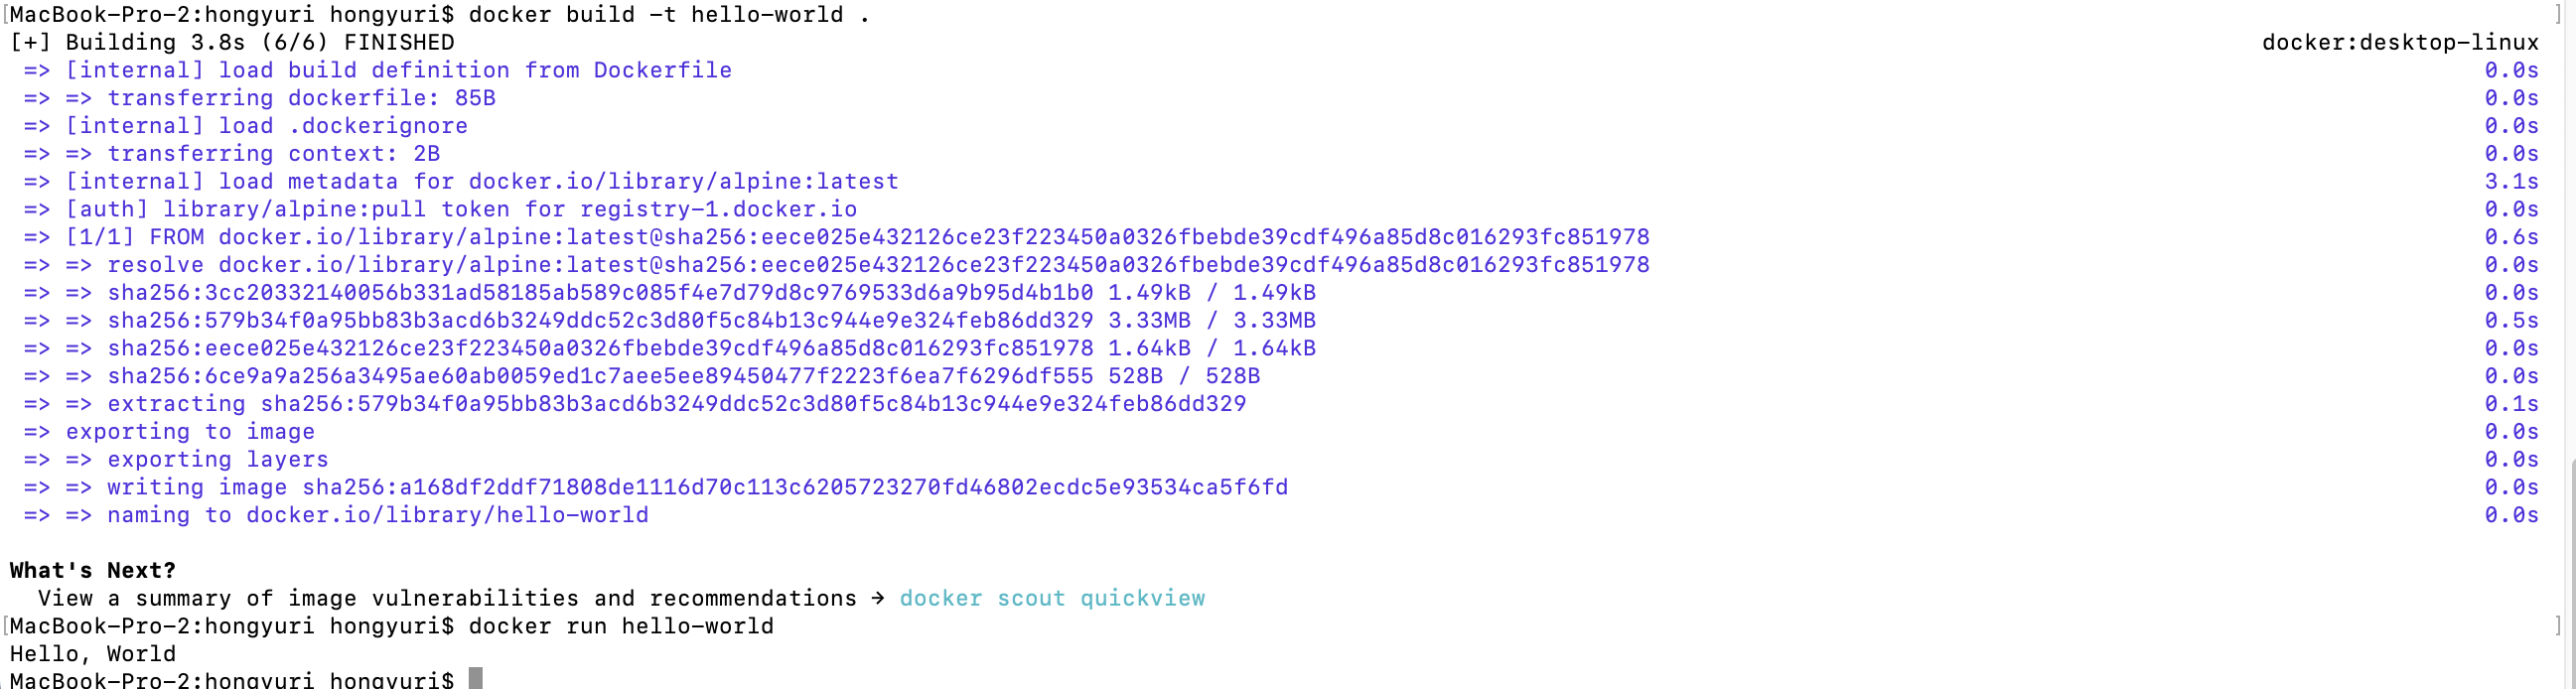 [MacBook-Pro-2:hongyuri hongyuri$ docker build -t hello-world . ]
[+] Building 3.8s (6/6) FINISHED docker:desktop-linux
=> [internal] load build definition from Dockerfile 0.0s
=> => transferring dockerfile: 85B 0.0s
=> [internal] load .dockerignore 0.0s
=> => transferring context: 2B 0.0s
=> [internal] load metadata for docker.io/library/alpine:latest 3.1s
=> [auth] library/alpine:pull token for registry-1.docker.io 0.0s
=> [1/1] FROM docker.io/library/alpine:latest@sha256:eece025e432126ce23f223450a0326fbebde39cdf496a85d8c016293fc851978 0.6s
=> => resolve docker.io/library/alpine:latest@sha256:eece025e432126ce23f223450a0326fbebde39cdf496a85d8c016293fc851978 0.0s
=> => sha256:3cc20332140056b331ad58185ab589c085f4e7d79d8c9769533d6a9b95d4b1b0 1.49kB / 1.49kB 0.0s
=> => sha256:579b34f0a95bb83b3acd6b3249ddc52c3d80f5c84b13c944e9e324feb86dd329 3.33MB / 3.33MB 0.5s
=> => sha256:eece025e432126ce23f223450a0326fbebde39cdf496a85d8c016293fc851978 1.64kB / 1.64kB 0.0s
=> => sha256:6ce9a9a256a3495ae60ab0059ed1c7aee5ee89450477f2223f6ea7f6296df555 528B / 528B 0.0s
=> => extracting sha256:579b34f0a95bb83b3acd6b3249ddc52c3d80f5c84b13c944e9e324feb86dd329 0.1s
=> exporting to image 0.0s
=> => exporting layers 0.0s
=> => writing image sha256:a168df2ddf71808de1116d70c113c6205723270fd46802ecdc5e93534ca5f6fd 0.0s
=> => naming to docker.io/library/hello-world 0.0s
What's Next?
View a summary of image vulnerabilities and recommendations → docker scout quickview
[MacBook-Pro-2:hongyuri hongyuri$ docker run hello-world ]
Hello, World
MacBook-Pro-2:hongyuri hongyuri$